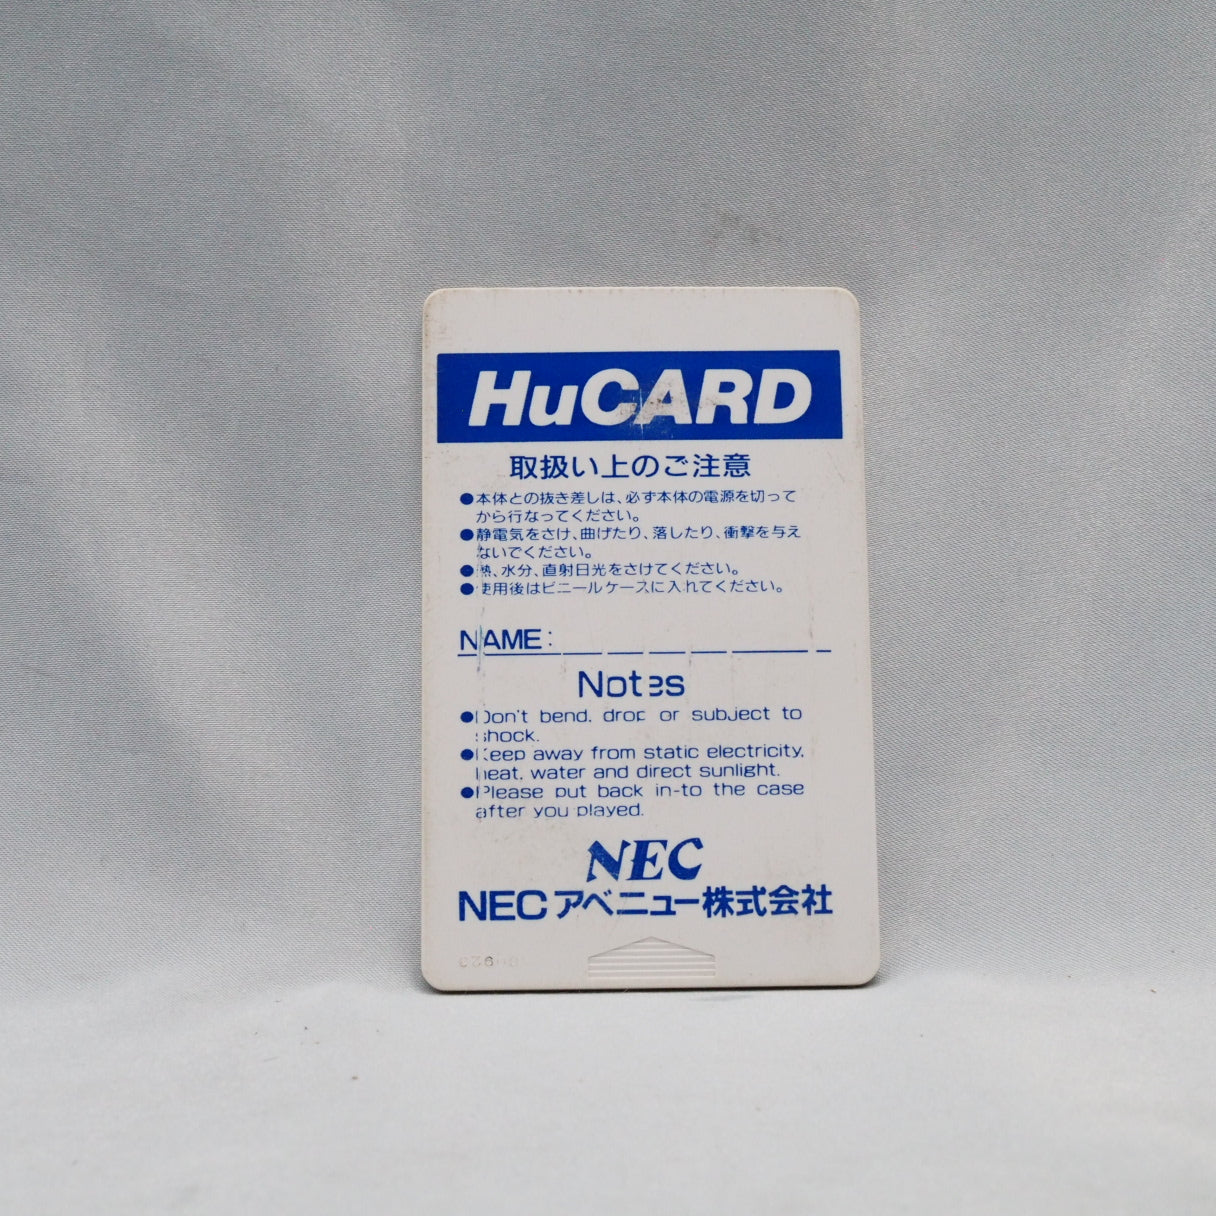 HuCARD
取扱い上のご注意
●本体との抜き差しは、必ず本体の電源を切って
から行なってください。
●静電気をさけ、曲げたり、落したり、衝撃を与え
ないでください。
●熱、水分、直射日光をさけてください。
●使用後はビニールケースに入れてください。
NAME:
Notes
●Don't bend, drop or subject to
shock.
●Keep away from static electricity,
heat, water and direct sunlight.
●Please put back in-to the case
after you played.
NEC
NECアベニュー株式会社